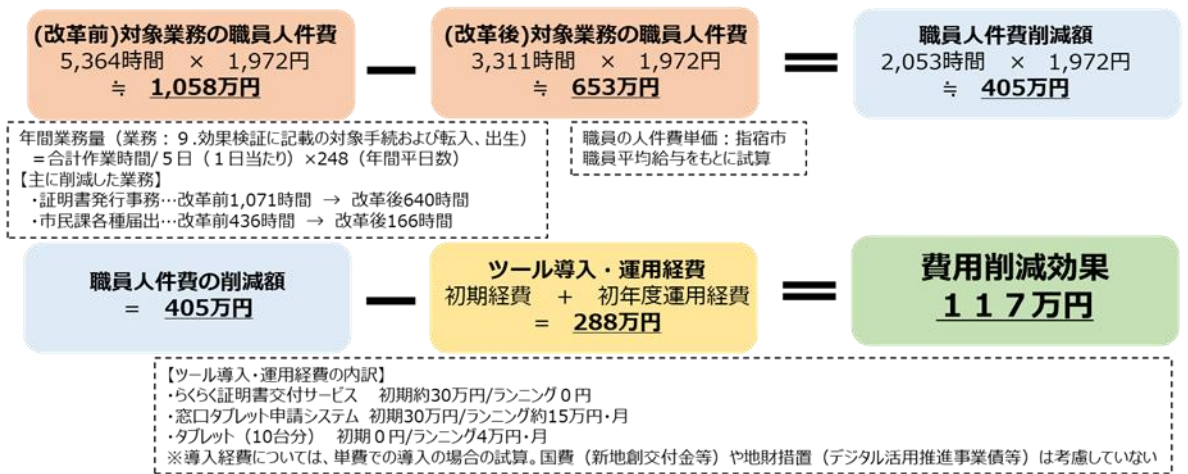 (改革前)対象業務の職員人件費
5,364時間 × 1,972円
≒ 1,058万円
(改革後)対象業務の職員人件費
3,311時間 × 1,972円
≒ 653万円
職員人件費削減額
2,053時間 × 1,972円
≒ 405万円
年間業務量（業務：９.効果検証に記載の対象手続および転入、出生）
＝合計作業時間/５日（１日当たり）×248（年間平日数）
【主に削減した業務】
・証明書発行事務…改革前1,071時間 → 改革後640時間
・市民課各種届出…改革前436時間 → 改革後166時間
職員の人件費単価：指宿市
職員平均給与をもとに試算
職員人件費の削減額
= 405万円
ツール導入・運用経費
初期経費 + 初年度運用経費
= 288万円
費用削減効果
１１７万円
【ツール導入・運用経費の内訳】
・らくらく証明書交付サービス 初期約30万円/ランニング０円
・窓口タブレット申請システム 初期30万円/ランニング約15万円・月
・タブレット（10台分） 初期０円/ランニング4万円・月
※導入経費については、単費での導入の場合の試算。国費（新地創交付金等）や地財措置（デジタル活用推進事業債等）は考慮していない